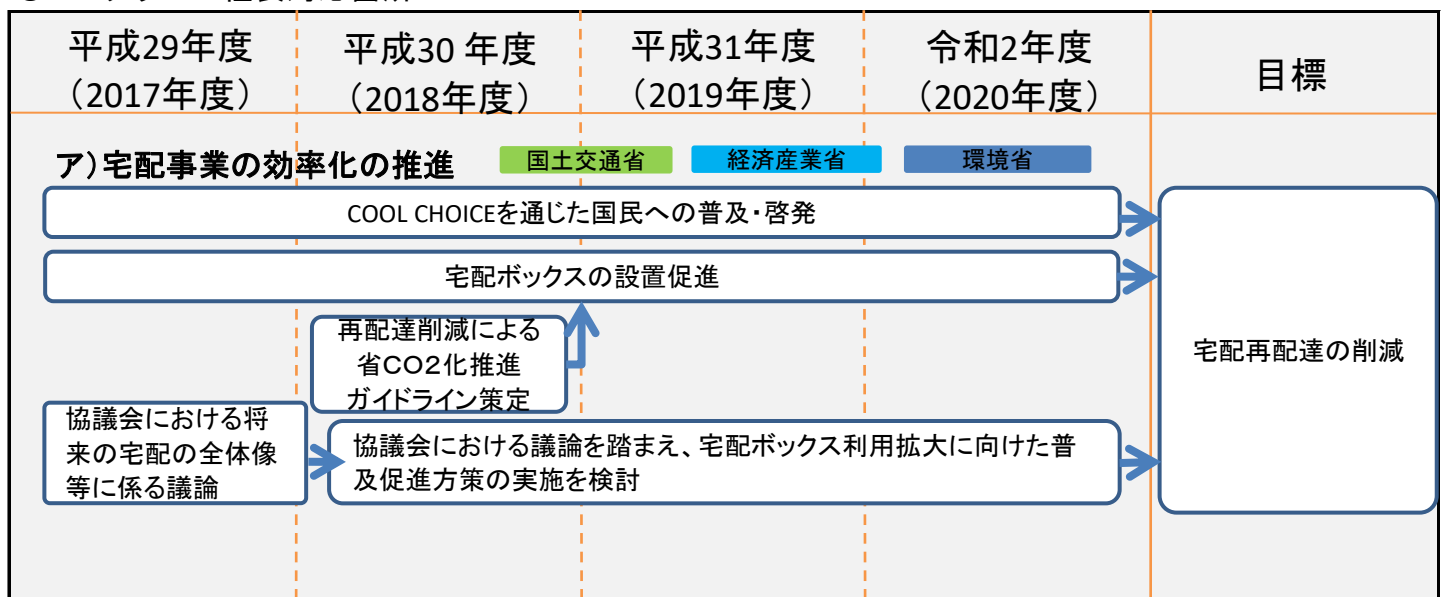 平成29年度
（2017年度）
平成30 年度
（2018年度）
平成31年度
（2019年度）
令和2年度
（2020年度）
目標
ア）宅配事業の効率化の推進
国土交通省
経済産業省
環境省
COOL CHOICEを通じた国民への普及・啓発
宅配ボックスの設置促進
再配達削減による
省CO２化推進
ガイドライン策定
宅配再配達の削減
協議会における将
来の宅配の全体像
等に係る議論
協議会における議論を踏まえ、宅配ボックス利用拡大に向けた普
及促進方策の実施を検討